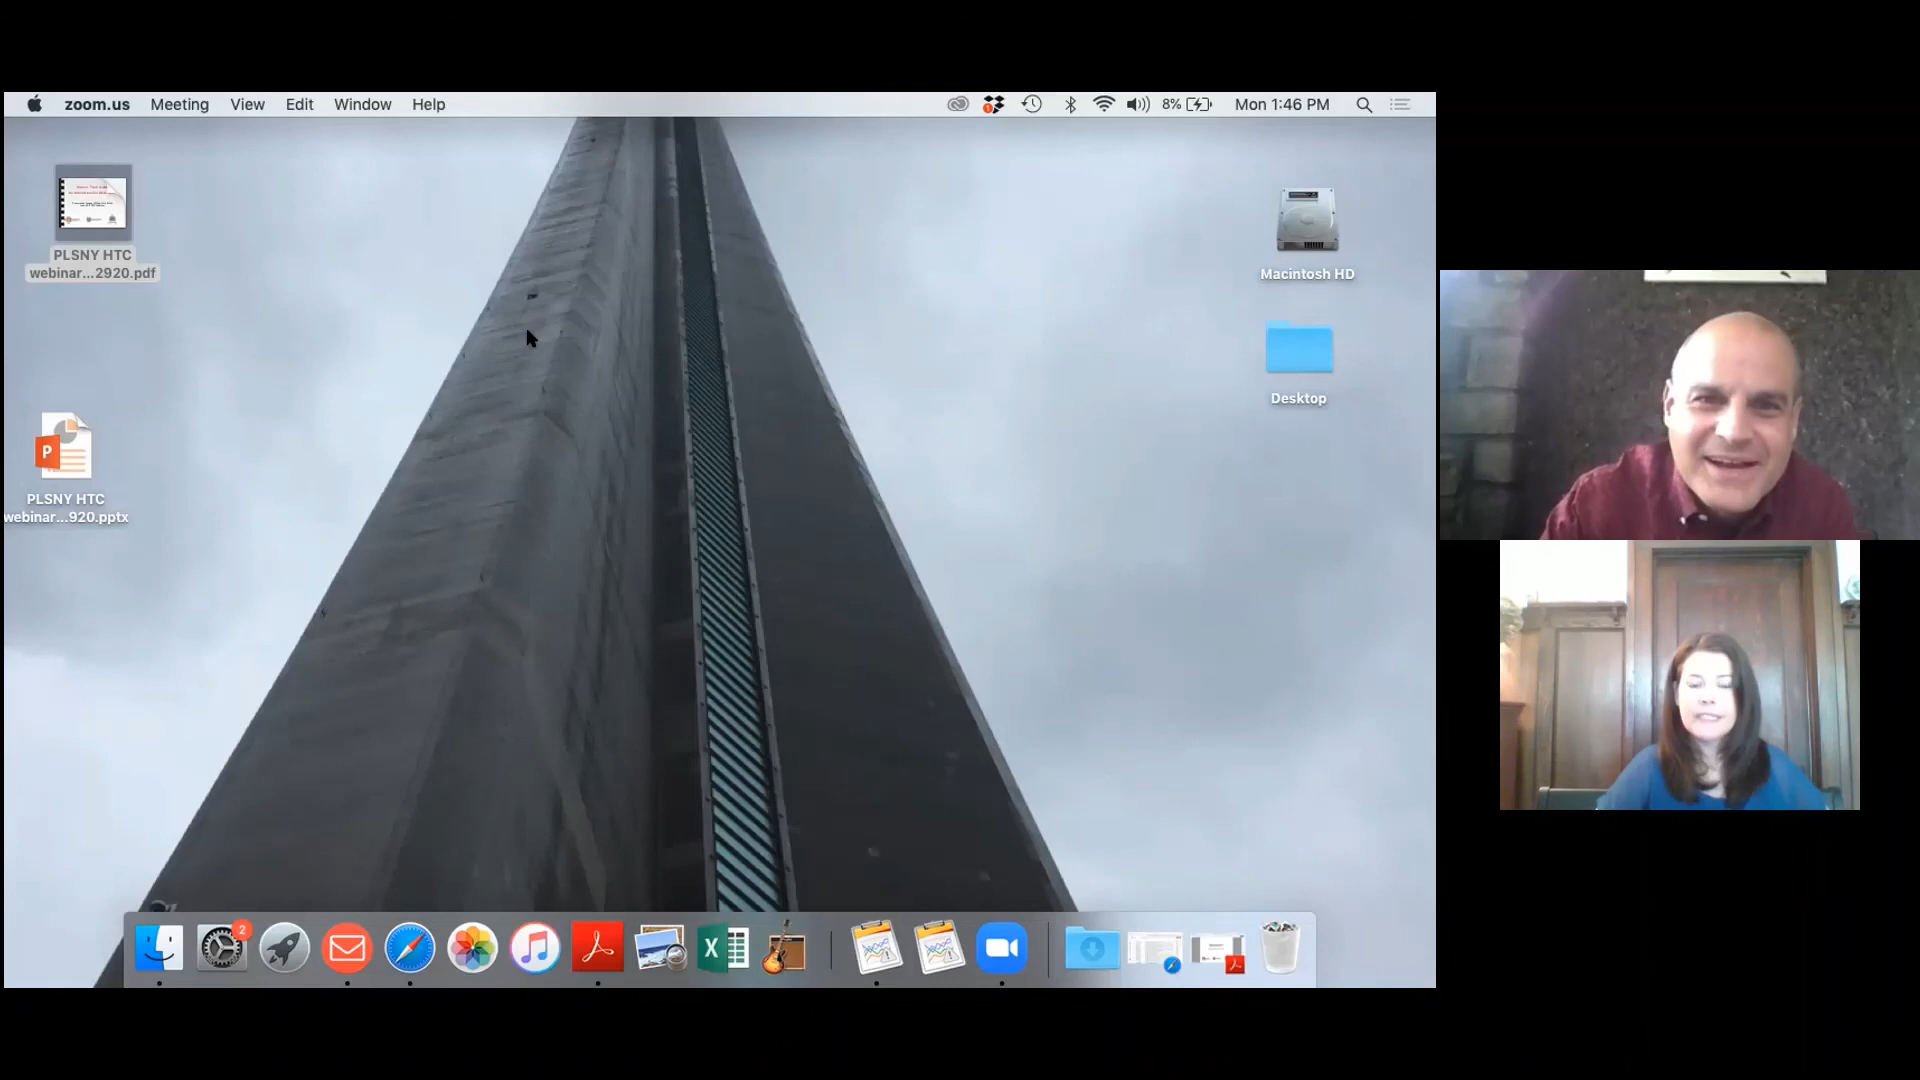 zoom.us Meeting View Edit Window Help
8% Mon 1:46 PM
PLSNY HTC
webinar...2920.pdf
Macintosh HD
Desktop
P
PLSNY HTC
webinar...920.pptx
2
X